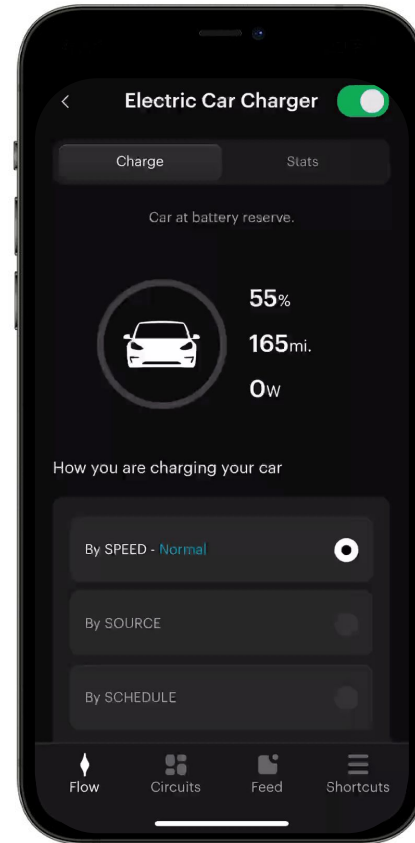 Electric Car Charger
Charge
Stats
Car at battery reserve.
55%
165mi.
0W
How you are charging your car
By SPEED - Normal
By SOURCE
By SCHEDULE
Flow
Circuits
Feed
Shortcuts